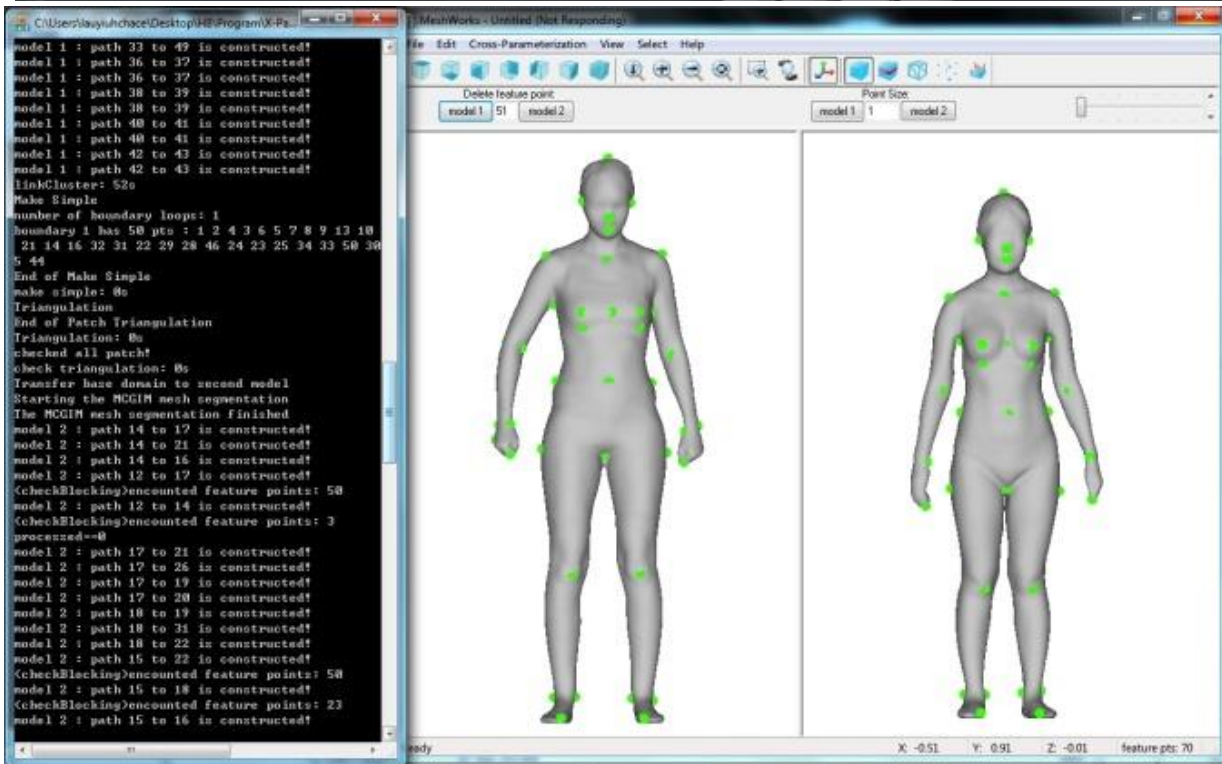 C:\Users\lauyiuhchace\Desktop\HE\Program\X-Pa...
model 1 : path 33 to 49 is constructed!
model 1 : path 36 to 37 is constructed!
model 1 : path 36 to 37 is constructed!
model 1 : path 38 to 39 is constructed!
model 1 : path 38 to 39 is constructed!
model 1 : path 40 to 41 is constructed!
model 1 : path 40 to 41 is constructed!
model 1 : path 42 to 43 is constructed!
model 1 : path 42 to 43 is constructed!
linkCluster: 52s
Make Simple
number of boundary loops: 1
boundary 1 has 50 pts : 1 2 4 3 6 5 7 8 9 13 10
21 14 16 32 31 22 29 28 46 24 23 25 34 33 50 30
5 44
End of Make Simple
make simple: 0s
Triangulation
End of Patch Triangulation
Triangulation: 0s
checked all patch!
check triangulation: 0s
Transfer base domain to second model
Starting the MCGIM mesh segmentation
The MCGIM mesh segmentation finished
model 2 : path 14 to 17 is constructed!
model 2 : path 14 to 21 is constructed!
model 2 : path 14 to 16 is constructed!
model 2 : path 12 to 17 is constructed!
(checkBlocking)encounted feature points: 50
model 2 : path 12 to 14 is constructed!
(checkBlocking)encounted feature points: 3
processed==0
model 2 : path 17 to 21 is constructed!
model 2 : path 17 to 26 is constructed!
model 2 : path 17 to 19 is constructed!
model 2 : path 17 to 20 is constructed!
model 2 : path 18 to 19 is constructed!
model 2 : path 18 to 31 is constructed!
model 2 : path 18 to 22 is constructed!
model 2 : path 15 to 22 is constructed!
(checkBlocking)encounted feature points: 50
model 2 : path 15 to 18 is constructed!
(checkBlocking)encounted feature points: 23
model 2 : path 15 to 16 is constructed!
MeshWorks - Untitled (Not Responding)
File Edit Cross-Parameterization View Select Help
Delete feature point: Point Size:
model 1 51 model 2 model 1 1 model 2
eady X: -0.51 Y: 0.91 Z: -0.01 feature pts: 70